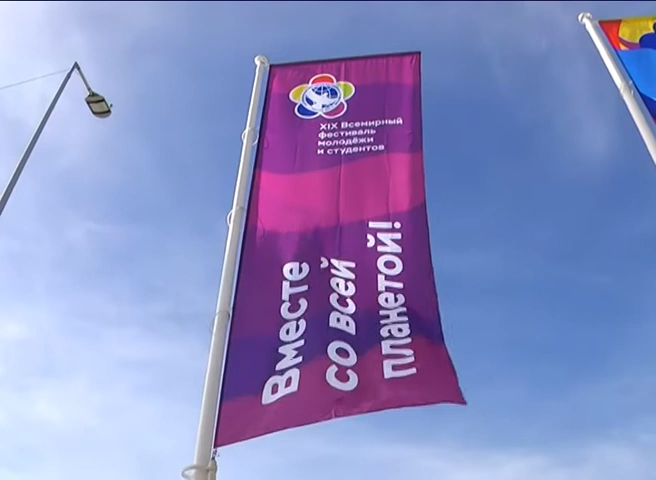 XIX Всемирный
фестиваль
молодёжи
и студентов
Вместе
со всей
планетой!